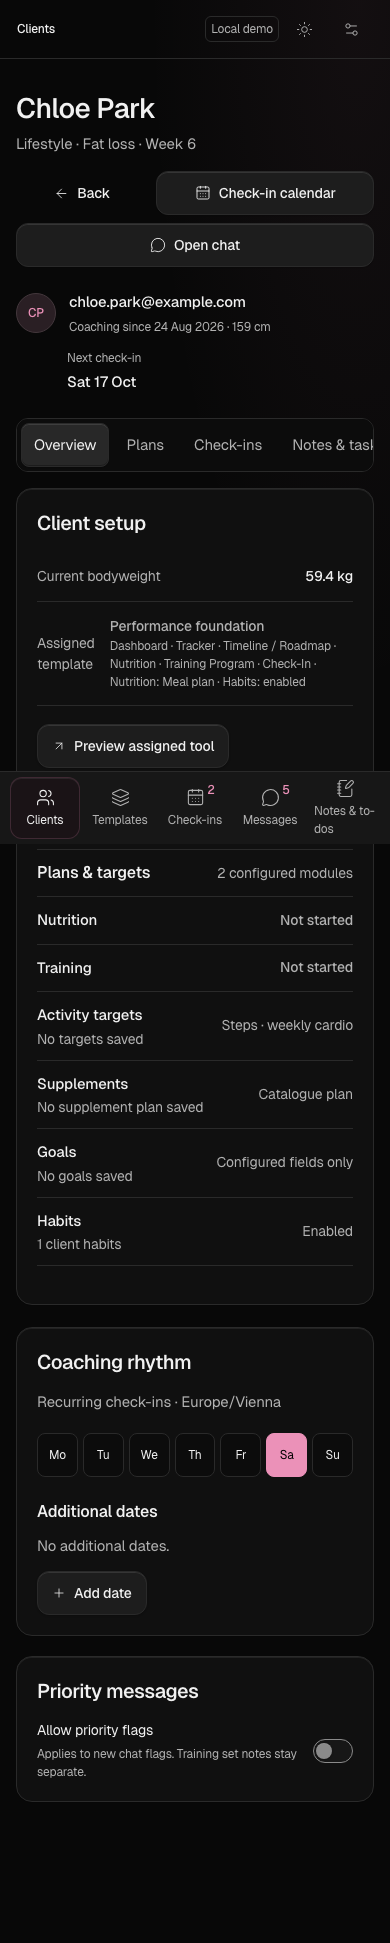 Clients
Local demo
Chloe Park
Lifestyle · Fat loss · Week 6
Back
Check-in calendar
Open chat
CP
chloe.park@example.com
Coaching since 24 Aug 2026 · 159 cm
Next check-in
Sat 17 Oct
Overview
Plans
Check-ins
Notes & task
Client setup
Current bodyweight
59.4 kg
Assigned
template
Performance foundation
Dashboard · Tracker · Timeline / Roadmap ·
Nutrition · Training Program · Check-In ·
Nutrition: Meal plan · Habits: enabled
Preview assigned tool
Clients
Templates
2
Check-ins
5
Messages
Notes & to-
dos
Plans & targets
2 configured modules
Nutrition
Not started
Training
Not started
Activity targets
No targets saved
Steps · weekly cardio
Supplements
No supplement plan saved
Catalogue plan
Goals
No goals saved
Configured fields only
Habits
1 client habits
Enabled
Coaching rhythm
Recurring check-ins · Europe/Vienna
Mo
Tu
We
Th
Fr
Sa
Su
Additional dates
No additional dates.
Add date
Priority messages
Allow priority flags
Applies to new chat flags. Training set notes stay
separate.